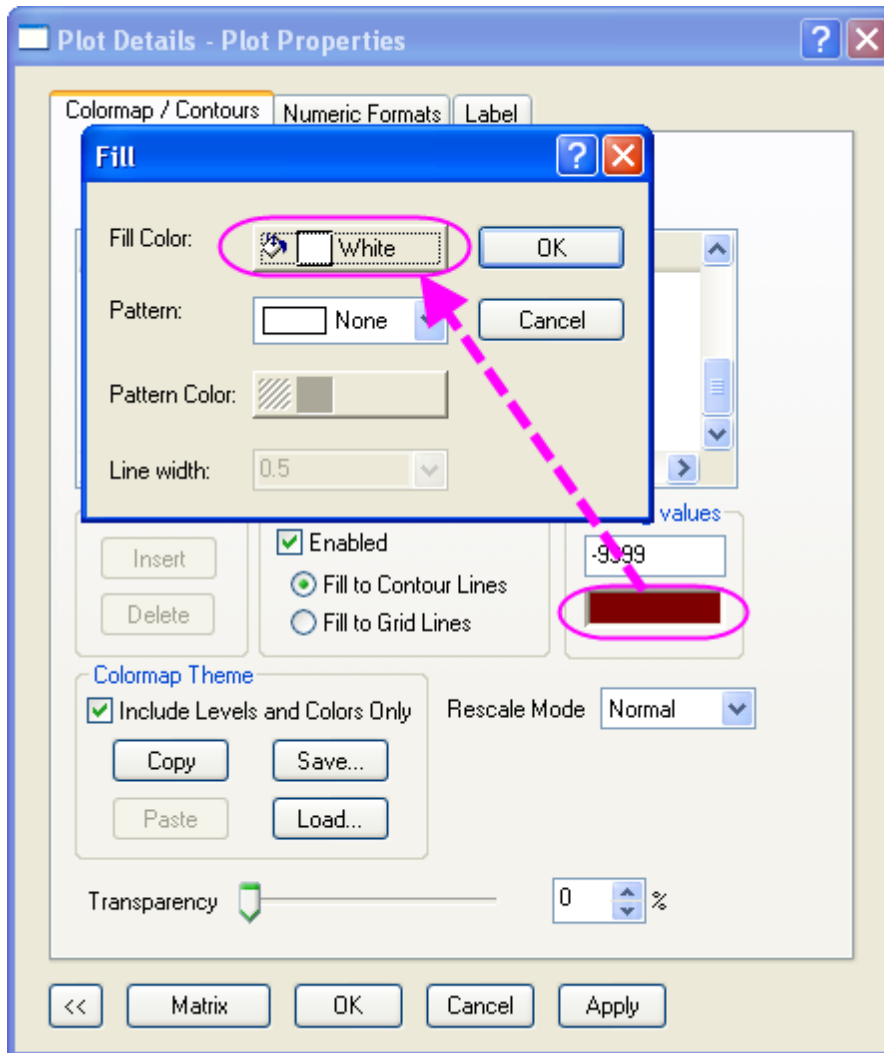 Plot Details - Plot Properties
Colormap / Contours Numeric Formats Label
Fill
Fill Color: White OK
Pattern: None Cancel
Pattern Color:
Line width: 0.5
values
Insert Enabled -9999
Fill to Contour Lines
Delete Fill to Grid Lines
Colormap Theme
Include Levels and Colors Only Rescale Mode Normal
Copy Save...
Paste Load...
Transparency 0 %
<< Matrix OK Cancel Apply